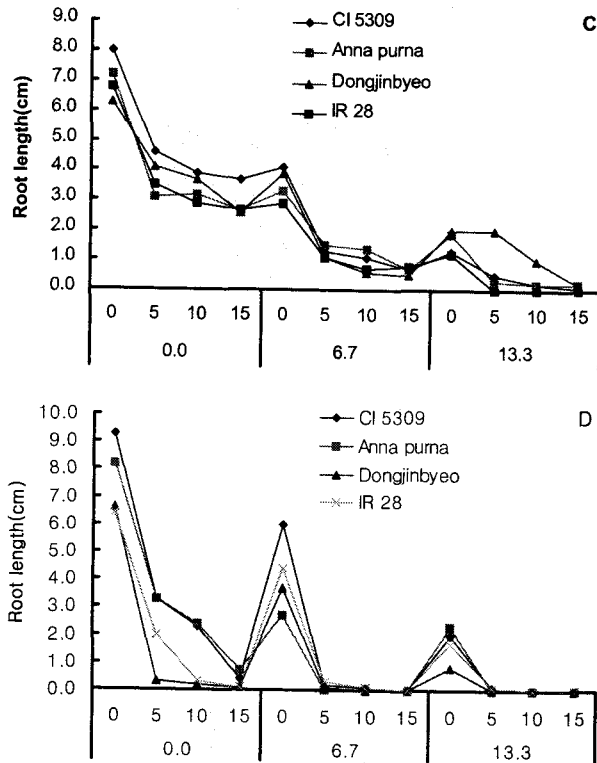 C
9.0
8.0
7.0
6.0
5.0
4.0
3.0
2.0
1.0
0.0
Root length(cm)
CI 5309
Anna purna
Dongjinbyeo
IR 28
0 5 10 15 0 5 10 15 0 5 10 15
0.0 6.7 13.3
D
10.0
9.0
8.0
7.0
6.0
5.0
4.0
3.0
2.0
1.0
0.0
Root length(cm)
CI 5309
Anna purna
Dongjinbyeo
IR 28
0 5 10 15 0 5 10 15 0 5 10 15
0.0 6.7 13.3